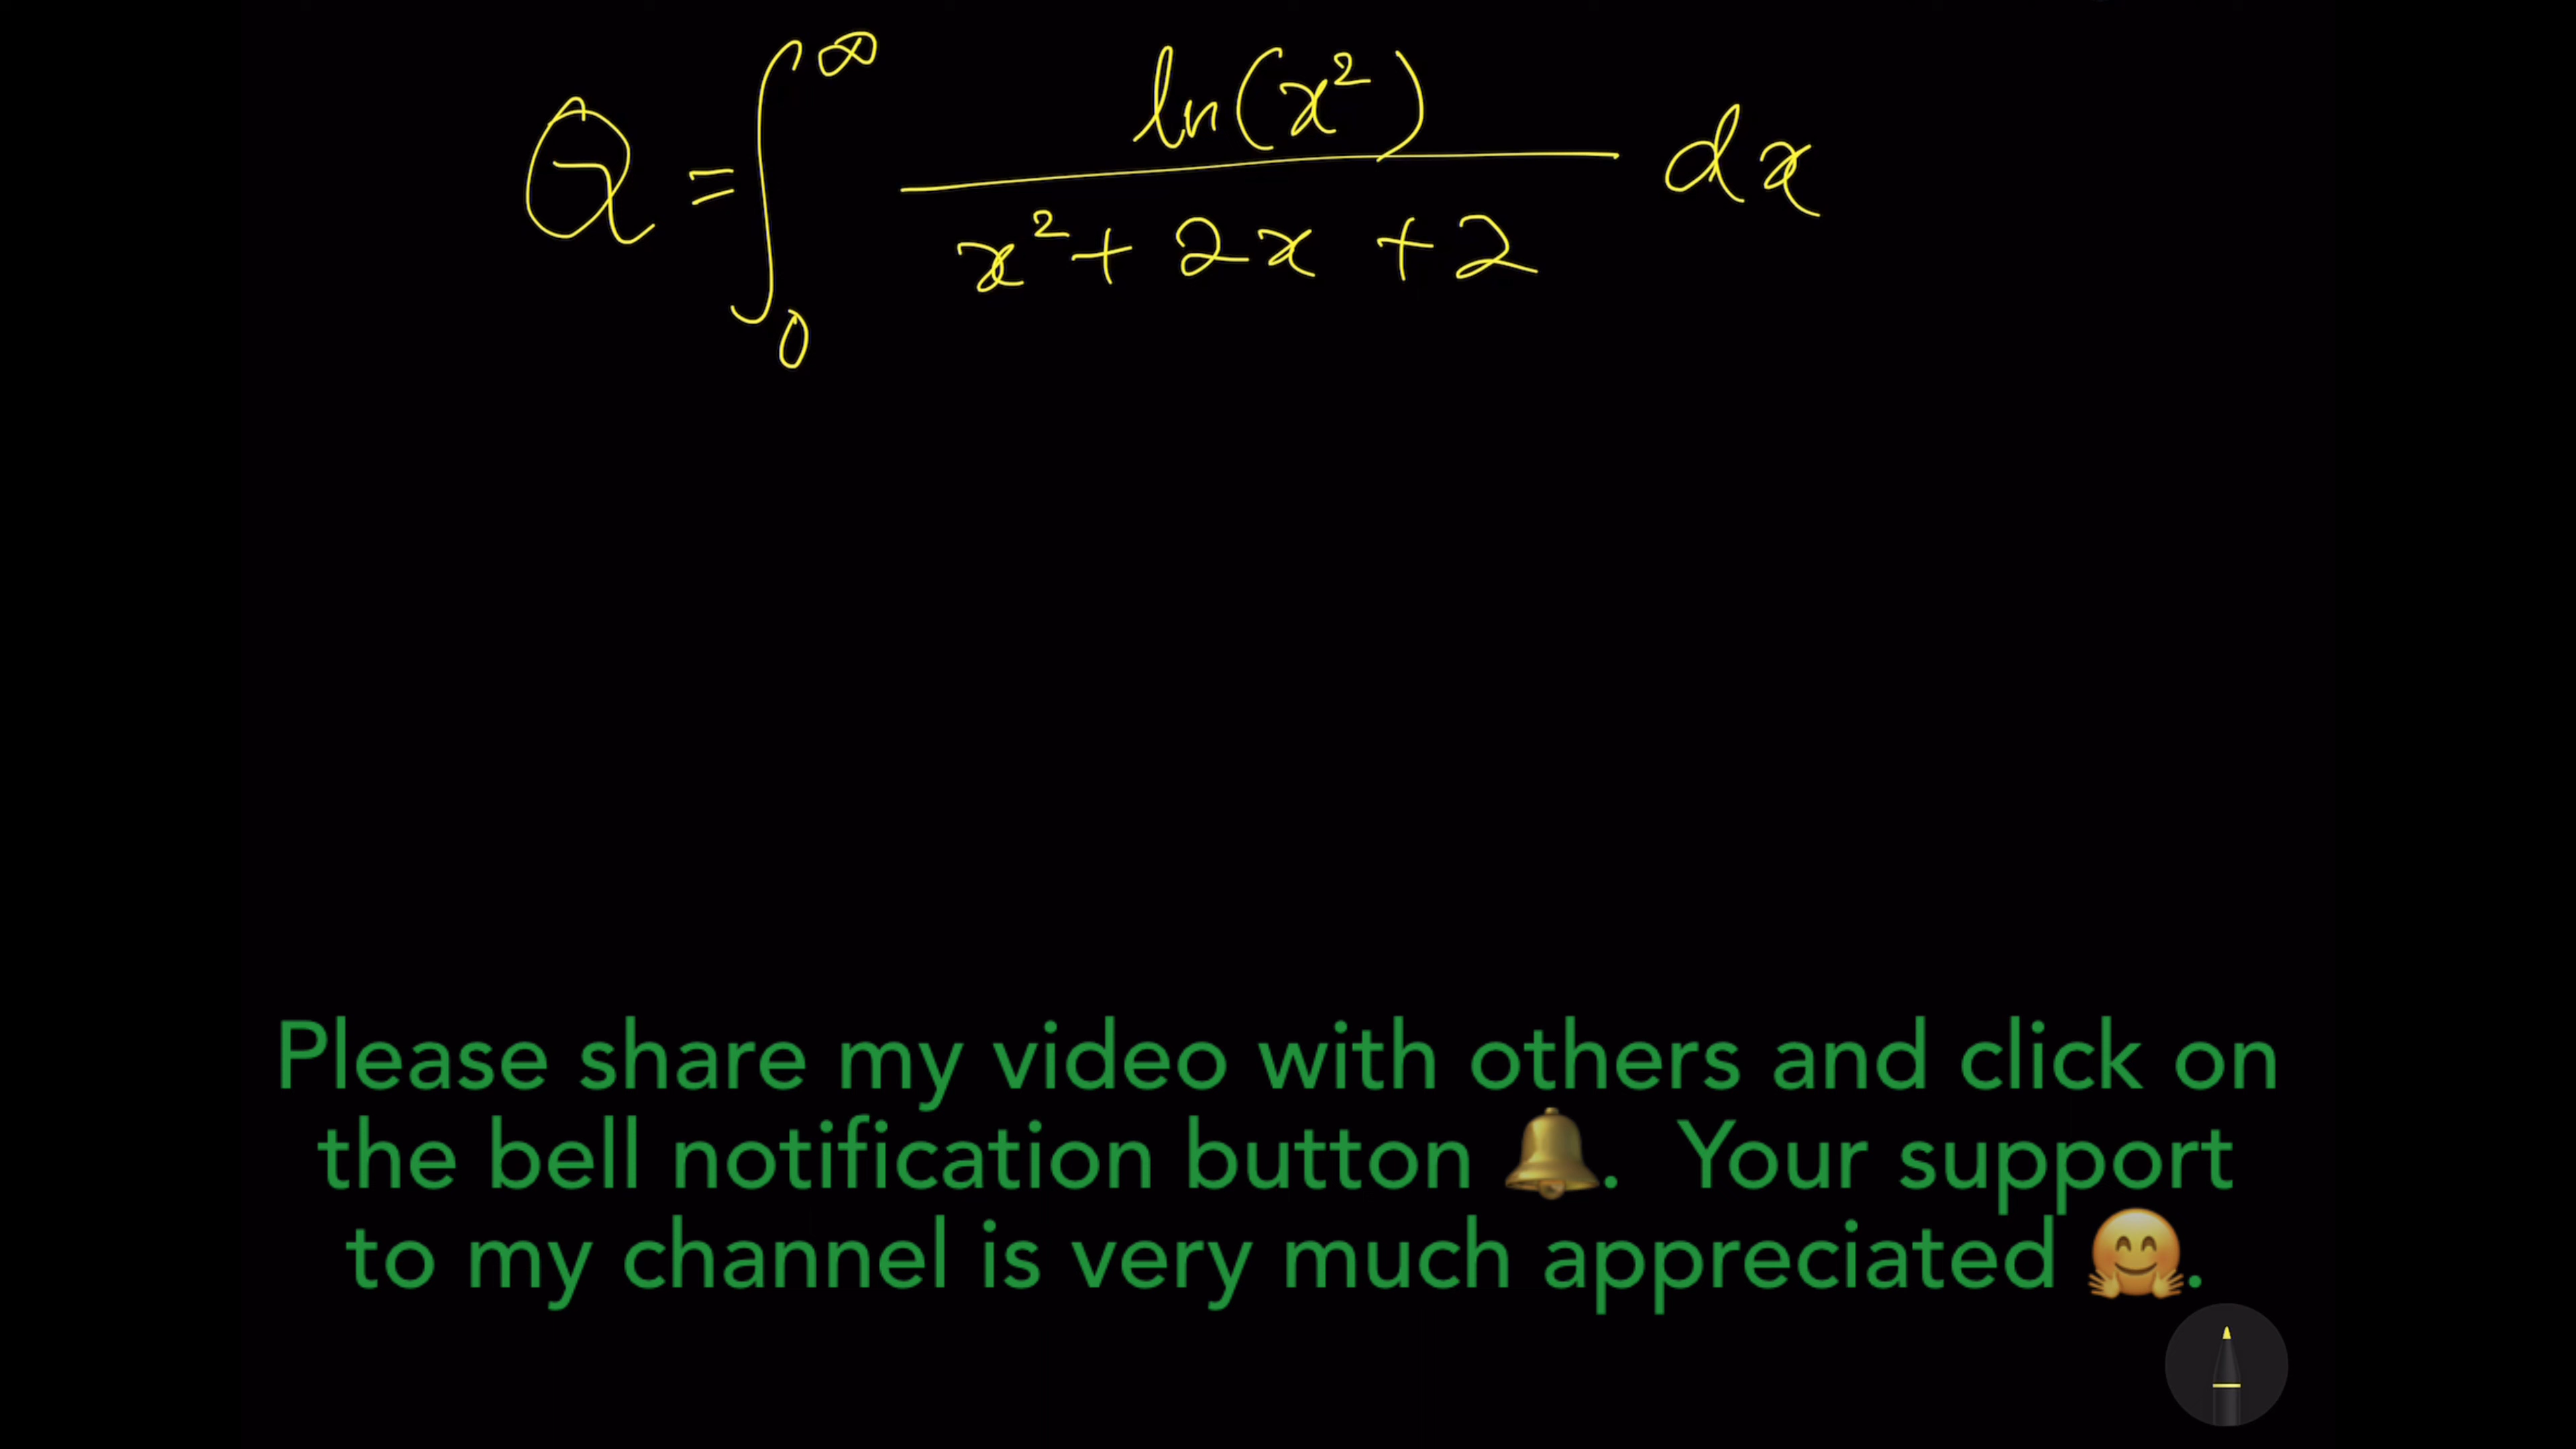 Q = ∫₀^∞ ln(x²) / (x² + 2x + 2) dx
Please share my video with others and click on
the bell notification button 🔔. Your support
to my channel is very much appreciated 🤗.